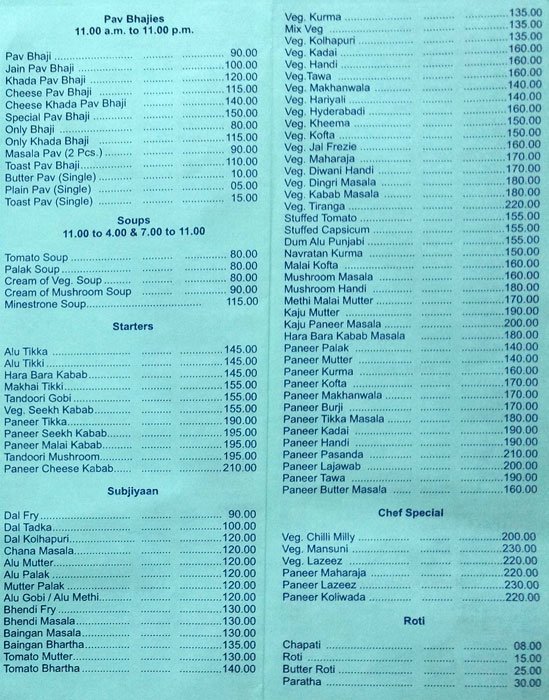 Pav Bhajies
11.00 a.m. to 11.00 p.m.
Pav Bhaji 90.00
Jain Pav Bhaji 100.00
Khada Pav Bhaji 120.00
Cheese Pav Bhaji 115.00
Cheese Khada Pav Bhaji 140.00
Special Pav Bhaji 150.00
Only Bhaji 80.00
Only Khada Bhaji 115.00
Masala Pav (2 Pcs.) 90.00
Toast Pav Bhaji 110.00
Butter Pav (Single) 10.00
Plain Pav (Single) 05.00
Toast Pav (Single) 15.00
Soups
11.00 to 4.00 & 7.00 to 11.00
Tomato Soup 80.00
Palak Soup 80.00
Cream of Veg. Soup 80.00
Cream of Mushroom Soup 90.00
Minestrone Soup 115.00
Starters
Alu Tikka 145.00
Alu Tikki 145.00
Hara Bara Kabab 145.00
Makhai Tikki 155.00
Tandoori Gobi 155.00
Veg. Seekh Kabab 155.00
Paneer Tikka 190.00
Paneer Seekh Kabab 195.00
Paneer Malai Kabab 195.00
Tandoori Mushroom 195.00
Paneer Cheese Kabab 210.00
Subjiyaan
Dal Fry 90.00
Dal Tadka 100.00
Dal Kolhapuri 120.00
Chana Masala 120.00
Alu Mutter 120.00
Alu Palak 120.00
Mutter Palak 120.00
Alu Gobi / Alu Methi 120.00
Bhendi Fry 130.00
Bhendi Masala 130.00
Baingan Masala 130.00
Baingan Bhartha 135.00
Tomato Mutter 130.00
Tomato Bhartha 140.00
Veg. Kurma 135.00
Mix Veg 135.00
Veg. Kolhapuri 135.00
Veg. Kadai 160.00
Veg. Handi 160.00
Veg.Tawa 160.00
Veg. Makhanwala 140.00
Veg. Hariyali 140.00
Veg. Hyderabadi 160.00
Veg. Kheema 150.00
Veg. Kofta 150.00
Veg. Jal Frezie 160.00
Veg. Maharaja 170.00
Veg. Diwani Handi 170.00
Veg. Dingri Masala 180.00
Veg. Kabab Masala 180.00
Veg. Tiranga 220.00
Stuffed Tomato 155.00
Stuffed Capsicum 155.00
Dum Alu Punjabi 155.00
Navratan Kurma 150.00
Malai Kofta 160.00
Mushroom Masala 160.00
Mushroom Handi 180.00
Methi Malai Mutter 170.00
Kaju Mutter 190.00
Kaju Paneer Masala 200.00
Hara Bara Kabab Masala 180.00
Paneer Palak 140.00
Paneer Mutter 140.00
Paneer Kurma 160.00
Paneer Kofta 170.00
Paneer Makhanwala 170.00
Paneer Burji 170.00
Paneer Tikka Masala 180.00
Paneer Kadai 190.00
Paneer Handi 190.00
Paneer Pasanda 210.00
Paneer Lajawab 200.00
Paneer Tawa 190.00
Paneer Butter Masala 160.00
Chef Special
Veg. Chilli Milly 200.00
Veg. Mansuni 230.00
Veg. Lazeez 220.00
Paneer Maharaja 220.00
Paneer Lazeez 230.00
Paneer Koliwada 220.00
Roti
Chapati 08.00
Roti 15.00
Butter Roti 25.00
Paratha 30.00